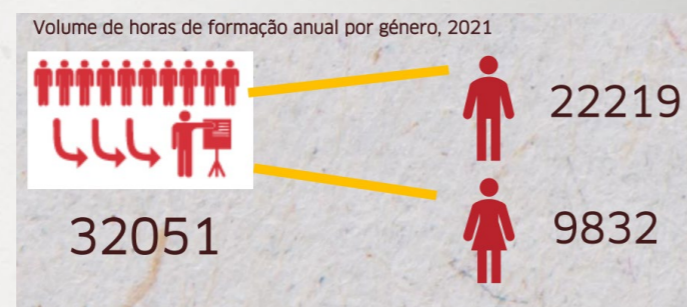 Volume de horas de formação anual por género, 2021
22219
32051
9832